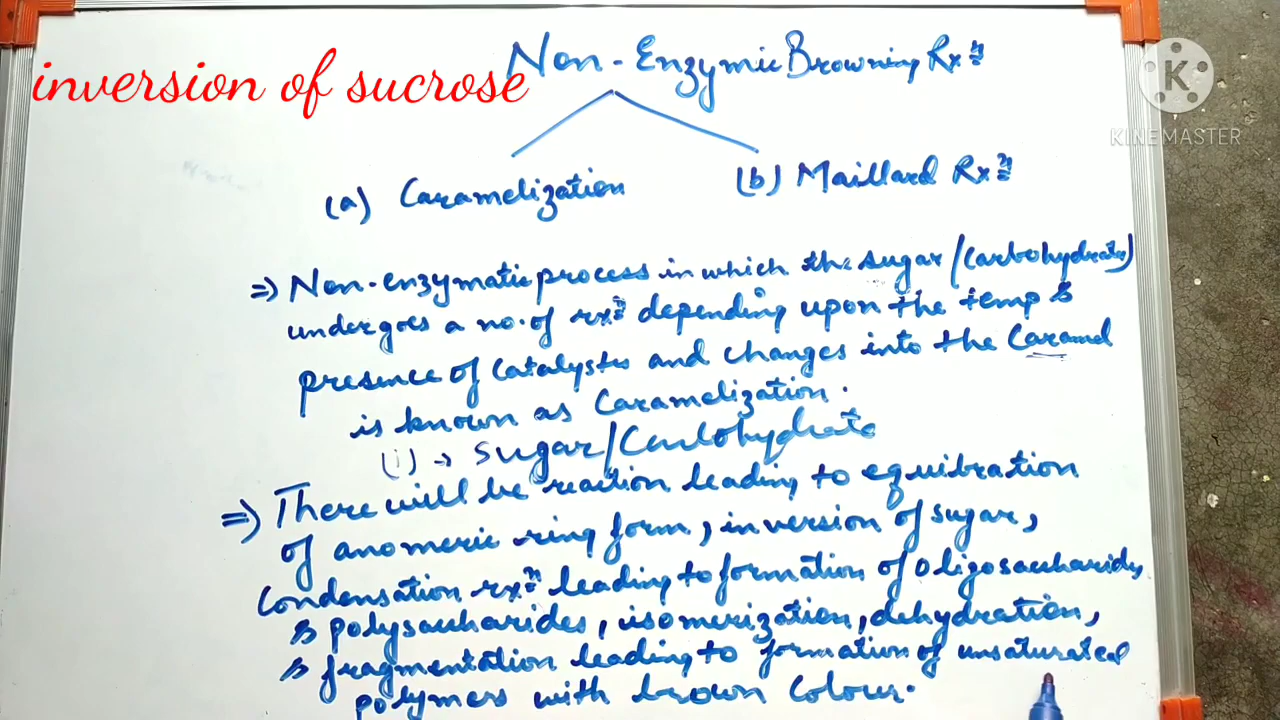 inversion of sucrose
Non-Enzymic Browning Rxⁿ
K
KINEMASTER
(a) Caramelization
(b) Maillard Rxⁿ
⇒ Non-enzymatic process in which the sugar/(Carbohydrate)
undergoes a no. of rxⁿ depending upon the temp &
presence of Catalystes and changes into the Caramel
is known as Caramelization.
(i) → Sugar/Carbohydrate
⇒ There will be reaction leading to equibration
of anomeric ring form, inversion of sugar,
Condensation rxⁿ leading to formation of Oligosaccharides
& polysaccharides, isomerization, dehydration,
& fragmentation leading to formation of unsaturated
polymers with brown Colour.